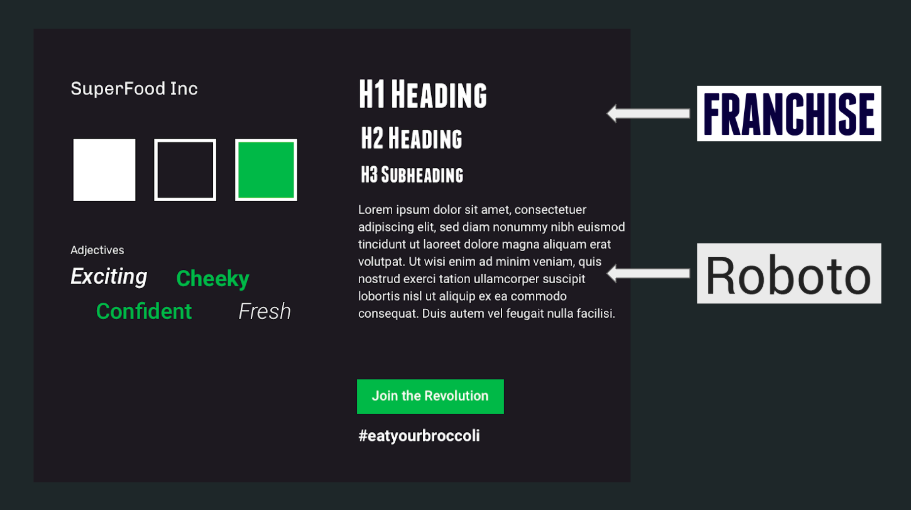 SuperFood Inc
Adjectives
Exciting
Cheeky
Confident
Fresh
H1 HEADING
H2 HEADING
H3 SUBHEADING
Lorem ipsum dolor sit amet, consectetuer
adipiscing elit, sed diam nonummy nibh euismod
tincidunt ut laoreet dolore magna aliquam erat
volutpat. Ut wisi enim ad minim veniam, quis
nostrud exerci tation ullamcorper suscipit
lobortis nisl ut aliquip ex ea commodo
consequat. Duis autem vel feugait nulla facilisi.
Join the Revolution
#eatyourbroccoli
FRANCHISE
Roboto